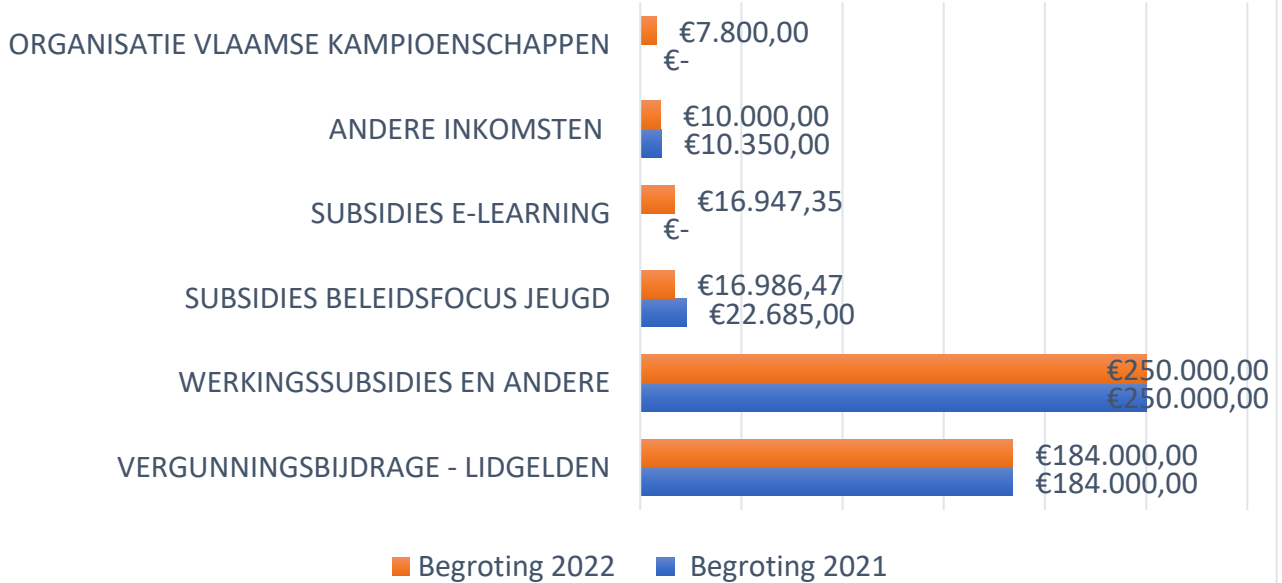 ORGANISATIE VLAAMSE KAMPIOENSCHAPPEN
€7.800,00
€-
ANDERE INKOMSTEN
€10.000,00
€10.350,00
SUBSIDIES E-LEARNING
€16.947,35
€-
SUBSIDIES BELEIDSFOCUS JEUGD
€16.986,47
€22.685,00
WERKINGSSUBSIDIES EN ANDERE
€250.000,00
€250.000,00
VERGUNNINGSBIJDRAGE - LIDGELDEN
€184.000,00
€184.000,00
Begroting 2022 Begroting 2021